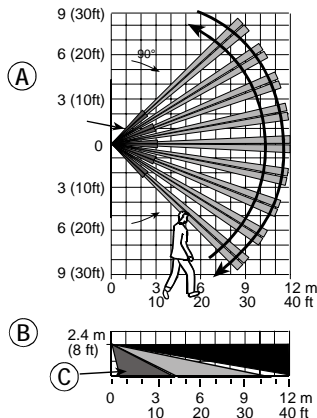 9 (30ft)
90°
6 (20ft)
A
3 (10ft)
0
3 (10ft)
6 (20ft)
9 (30ft)
0 3 6 9 12 m
10 20 30 40 ft
B
2.4 m
(8 ft)
C
0 3 6 9 12 m
10 20 30 40 ft